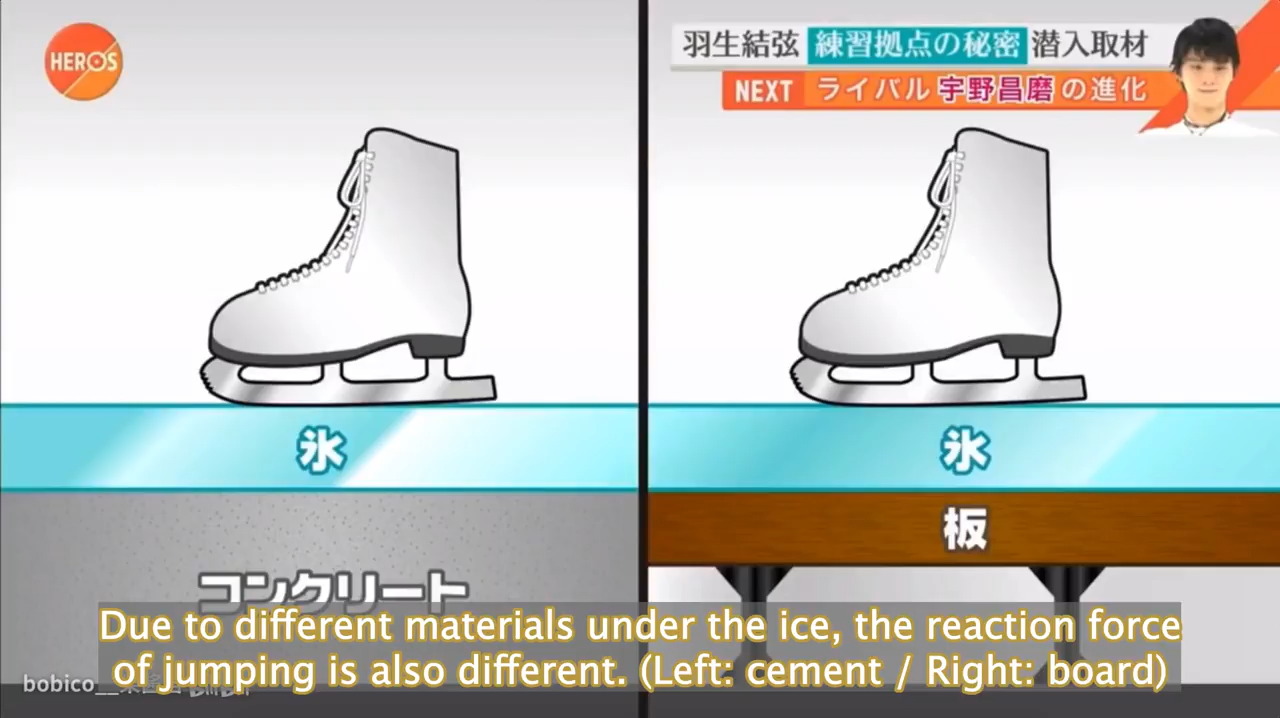 HEROS
羽生結弦 練習拠点の秘密 潜入取材
NEXT ライバル 宇野昌磨 の進化
氷
氷
板
コンクリート
Due to different materials under the ice, the reaction force
of jumping is also different. (Left: cement / Right: board)
bobico_